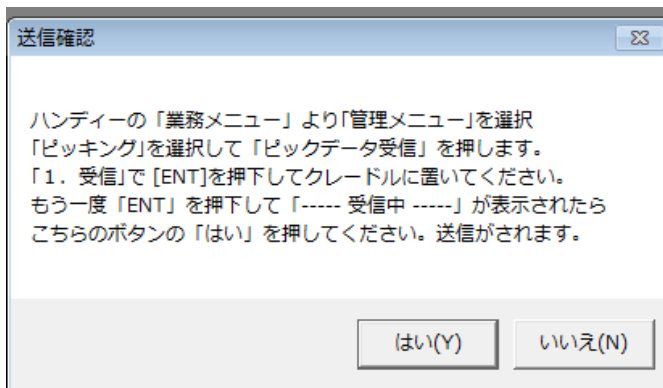 送信確認
ハンディーの「業務メニュー」より「管理メニュー」を選択
「ピッキング」を選択して「ピックデータ受信」を押します。
「１．受信」で [ENT]を押下してクレードルに置いてください。
もう一度「ENT」を押下して「----- 受信中 -----」が表示されたら
こちらのボタンの「はい」を押してください。送信がされます。
はい(Y) いいえ(N)